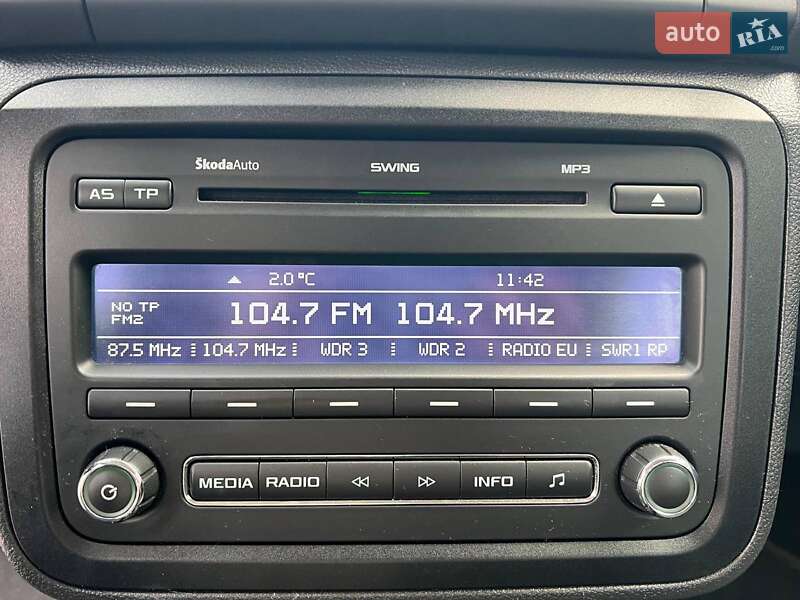 auto RIA .com
ŠkodaAuto SWING MP3
AS TP
2.0 °C 11:42
NO TP
FM2
104.7 FM 104.7 MHz
87.5 MHz 104.7 MHz WDR 3 WDR 2 RADIO EU SWR1 RP
MEDIA RADIO INFO